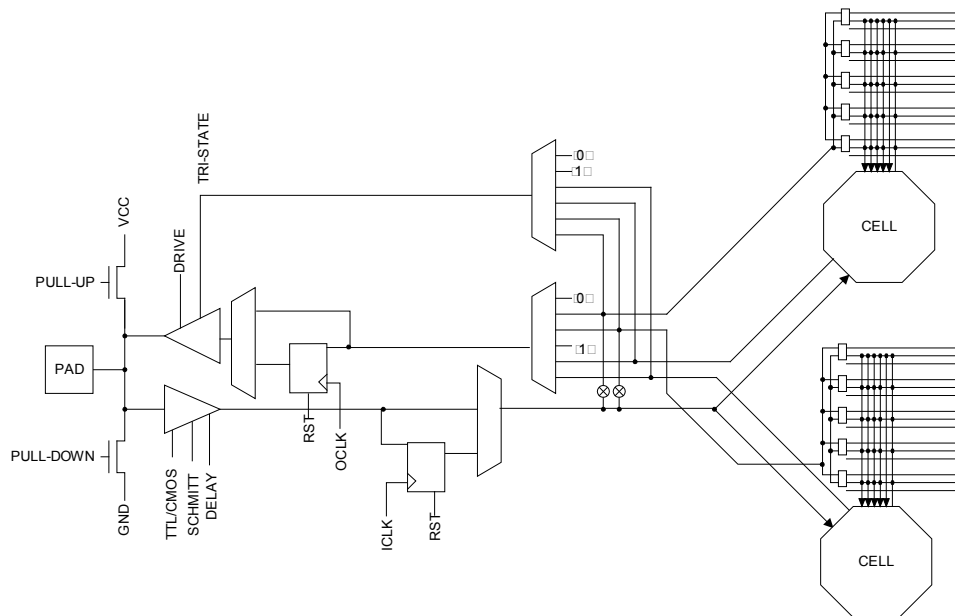 TRI-STATE
"0"
"1"
CELL
VCC
DRIVE
PULL-UP
"0"
"1"
PAD
RST
OCLK
PULL-DOWN
GND
TTL/CMOS
SCHMITT
DELAY
ICLK
RST
CELL